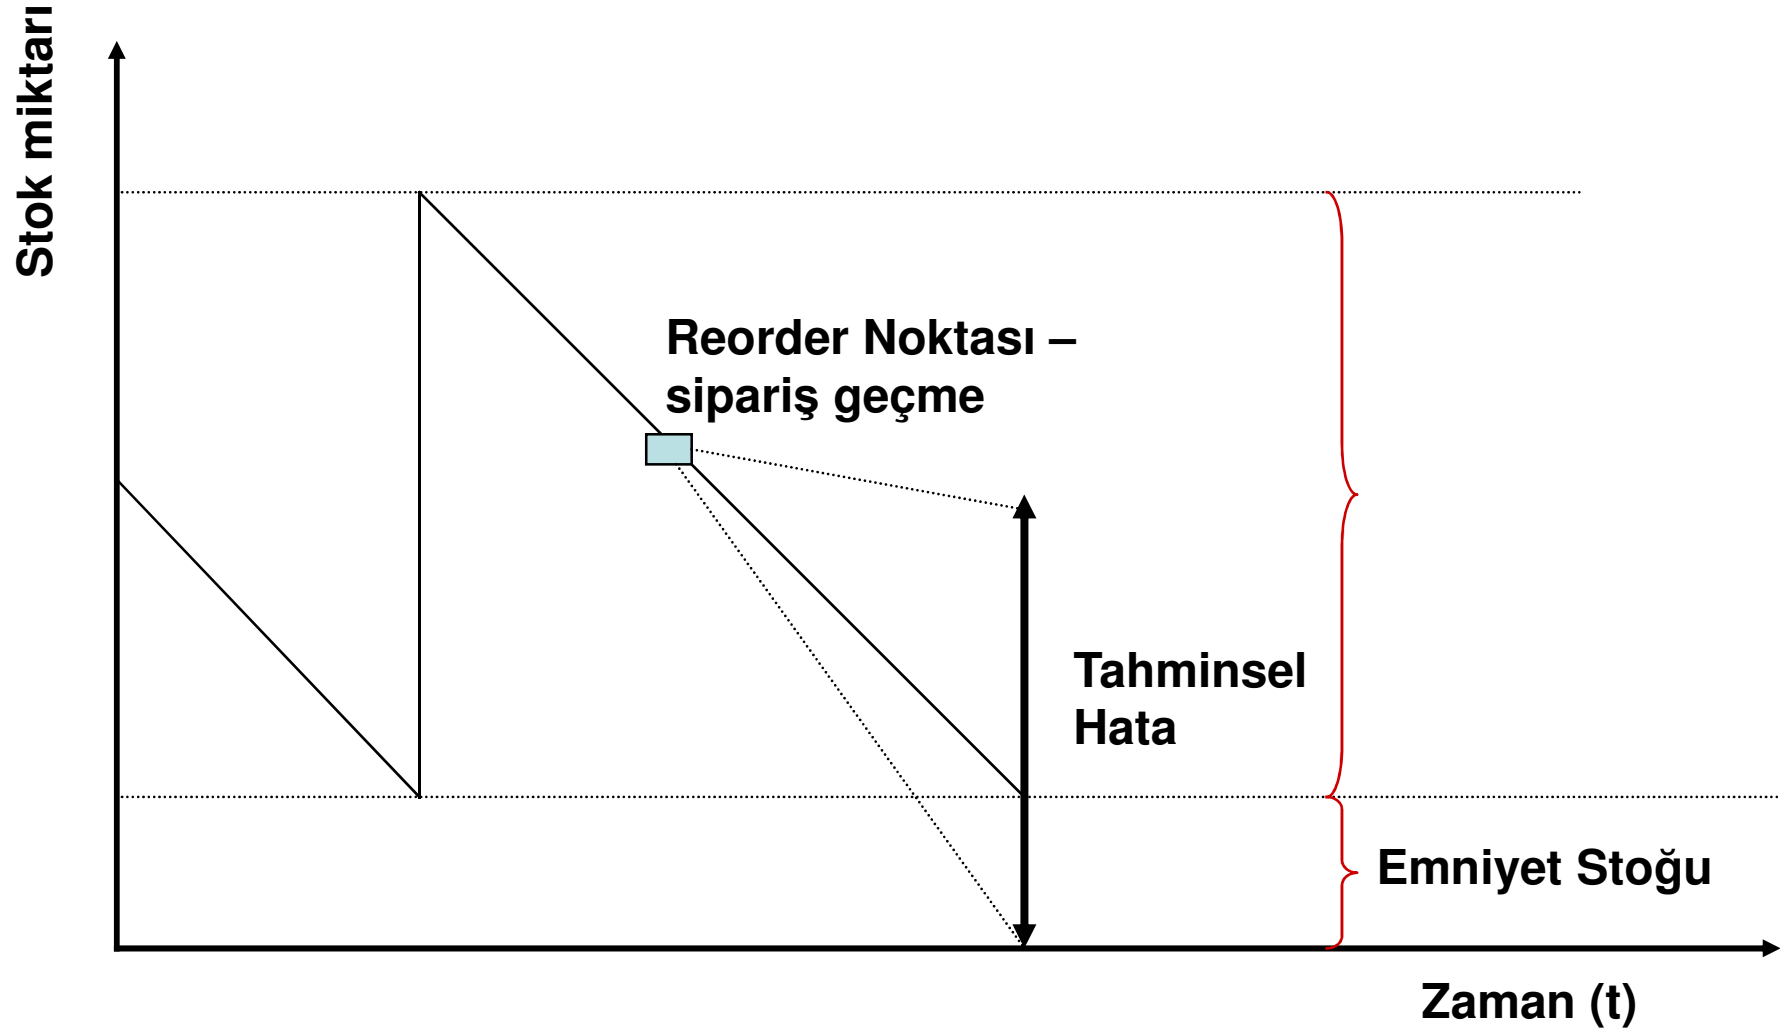 Stok miktarı
Reorder Noktası –
sipariş geçme
Tahminsel
Hata
Emniyet Stoğu
Zaman (t)